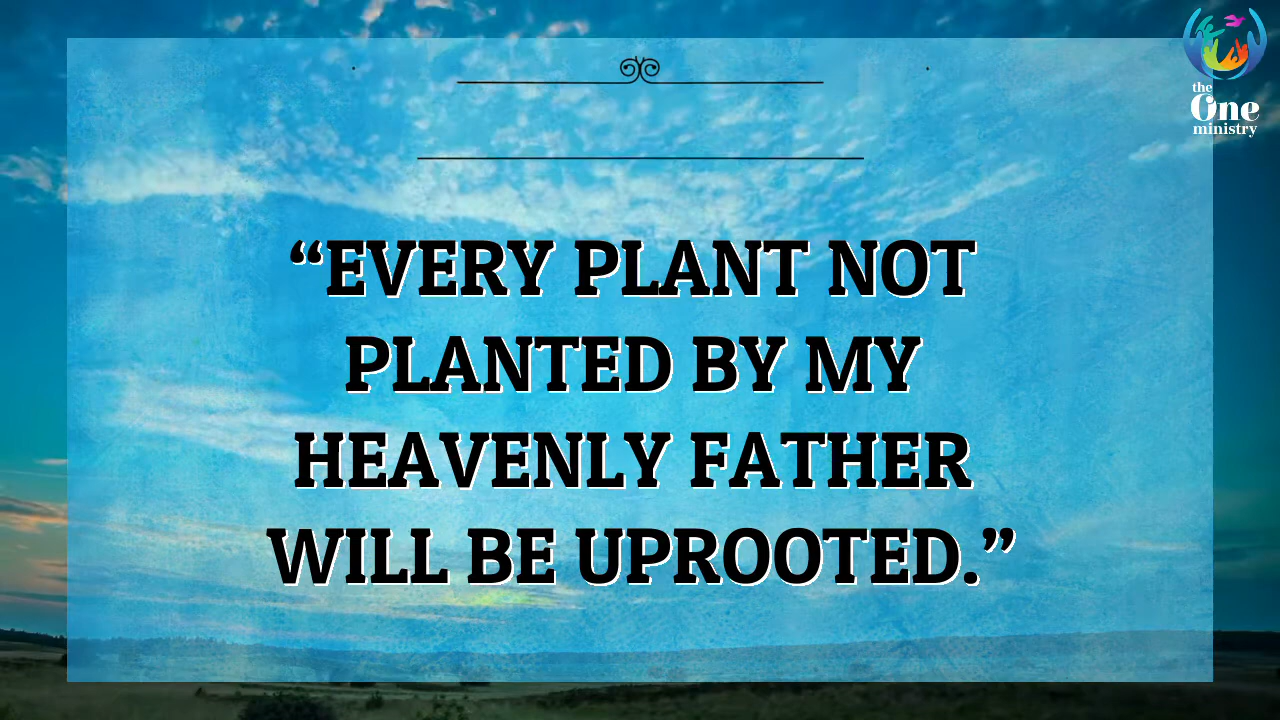 the
One
ministry
“EVERY PLANT NOT
PLANTED BY MY
HEAVENLY FATHER
WILL BE UPROOTED.”